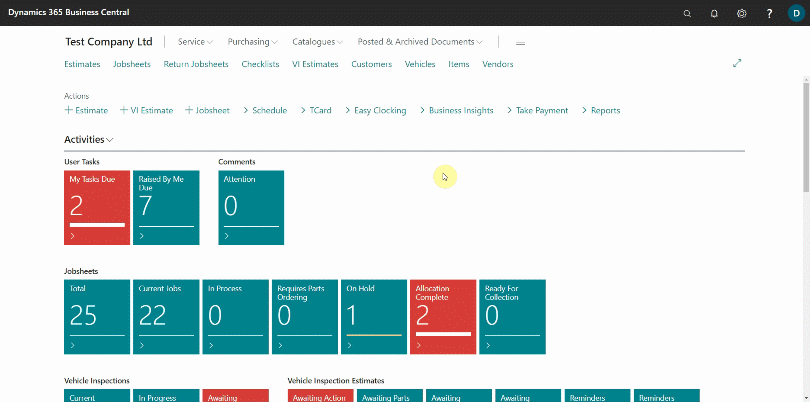 Dynamics 365 Business Central
?
D
Test Company Ltd
Service
Purchasing
Catalogues
Posted & Archived Documents
Estimates
Jobsheets
Return Jobsheets
Checklists
VI Estimates
Customers
Vehicles
Items
Vendors
Actions
+ Estimate
+ VI Estimate
+ Jobsheet
> Schedule
> TCard
> Easy Clocking
> Business Insights
> Take Payment
> Reports
Activities
User Tasks
Comments
My Tasks Due
2
Raised By Me
Due
7
Attention
0
Jobsheets
Total
25
Current Jobs
22
In Process
0
Requires Parts
Ordering
0
On Hold
1
Allocation
Complete
2
Ready For
Collection
0
Vehicle Inspections
Vehicle Inspection Estimates
Current
In Progress
Awaiting
Awaiting Action
Awaiting Parts
Awaiting
Awaiting
Reminders
Reminders